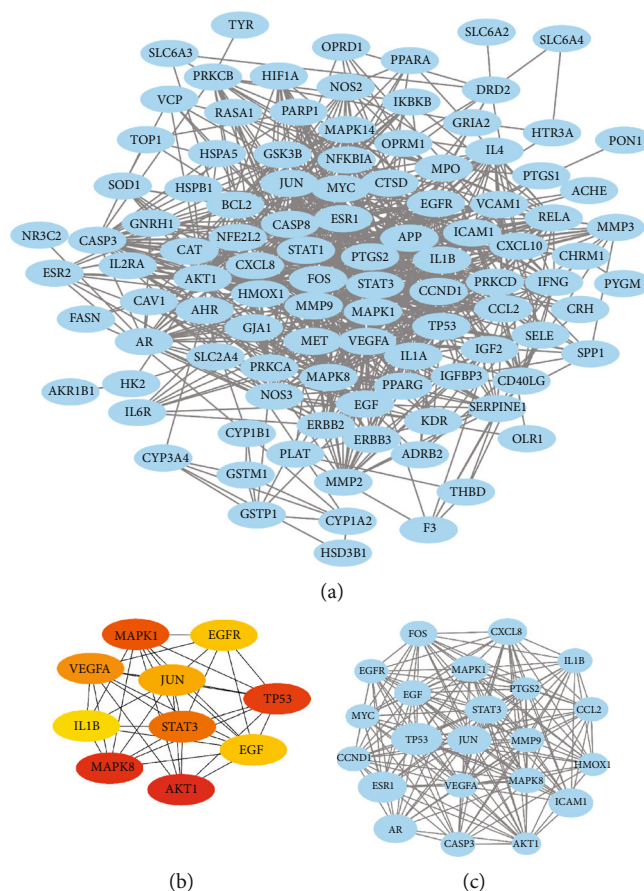 TYR
SLC6A2
SLC6A3
OPRD1
SLC6A4
PRKCB
HIF1A
PPARA
DRD2
NOS2
VCP
RASA1
PARP1
IKBKB
GRIA2
HTR3A
MAPK14
TOP1
HSPA5
GSK3B
NFKBIA
OPRM1
IL4
PON1
MPO
PTGS1
SOD1
HSPB1
JUN
MYC
CTSD
ACHE
BCL2
EGFR
VCAM1
RELA
GNRH1
CASP8
ESR1
MMP3
NR3C2
CASP3
NFE2L2
APP
ICAM1
CXCL10
CAT
STAT1
PTGS2
IL1B
CHRM1
ESR2
IL2RA
CXCL8
AKT1
FOS
STAT3
CCND1
PRKCD
IFNG
PYGM
CAV1
HMOX1
MMP9
CCL2
CRH
FASN
AHR
MAPK1
TP53
GJA1
AR
MET
VEGFA
IGF2
SELE
SLC2A4
IL1A
SPP1
PRKCA
MAPK8
PPARG
IGFBP3
CD40LG
AKR1B1
HK2
NOS3
EGF
SERPINE1
IL6R
ERBB2
KDR
CYP1B1
ERBB3
OLR1
CYP3A4
PLAT
ADRB2
GSTM1
MMP2
THBD
GSTP1
CYP1A2
F3
HSD3B1
(a)
MAPK1
EGFR
VEGFA
JUN
TP53
IL1B
STAT3
EGF
MAPK8
AKT1
(b)
FOS
CXCL8
IL1B
EGFR
MAPK1
PTGS2
EGF
STAT3
CCL2
MYC
TP53
JUN
MMP9
CCND1
HMOX1
ESR1
VEGFA
MAPK8
ICAM1
AR
CASP3
AKT1
(c)